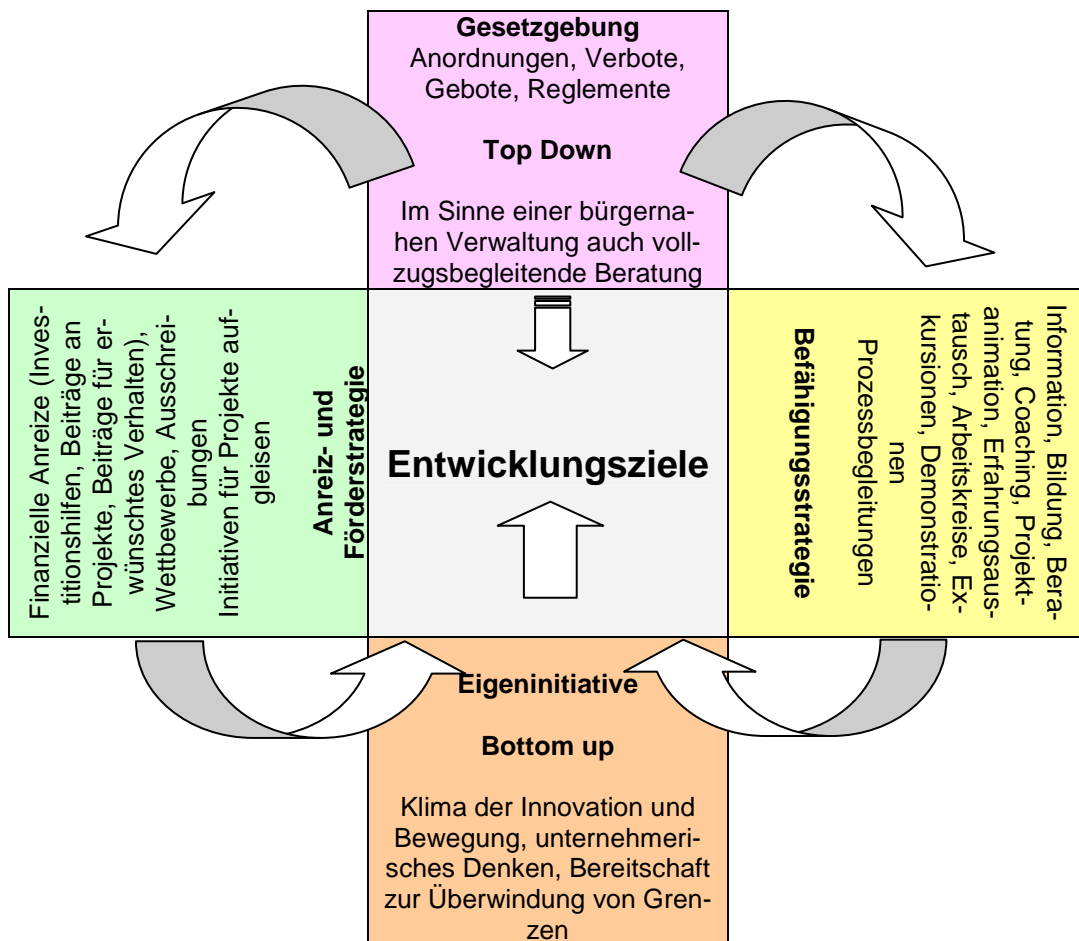 Gesetzgebung
Anordnungen, Verbote,
Gebote, Reglemente
Top Down
Im Sinne einer bürgerna-
hen Verwaltung auch voll-
zugsbegleitende Beratung
Finanzielle Anreize (Inves-
titionshilfen, Beiträge an
Projekte, Beiträge für er-
wünschtes Verhalten),
Wettbewerbe, Ausschrei-
bungen
Initiativen für Projekte auf-
gleisen
Anreiz- und
Förderstrategie
Entwicklungsziele
Information, Bildung, Bera-
tung, Coaching, Projekt-
animation, Erfahrungsaus-
tausch, Arbeitskreise, Ex-
kursionen, Demonstratio-
nen
Prozessbegleitungen
Befähigungsstrategie
Eigeninitiative
Bottom up
Klima der Innovation und
Bewegung, unternehmeri-
sches Denken, Bereitschaft
zur Überwindung von Gren-
zen